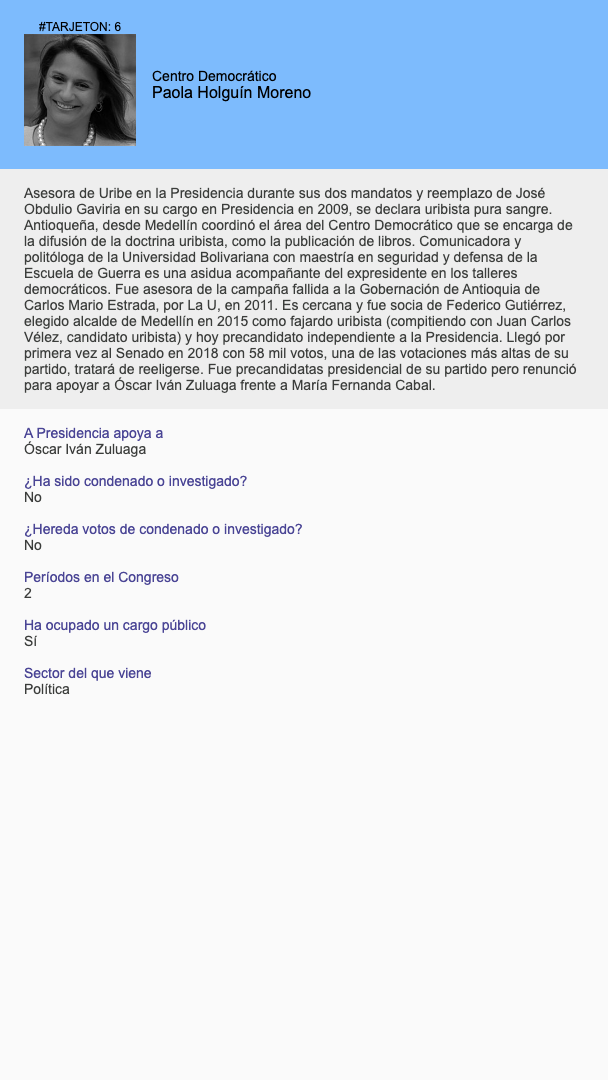 #TARJETON: 6
Centro Democrático
Paola Holguín Moreno
Asesora de Uribe en la Presidencia durante sus dos mandatos y reemplazo de José
Obdulio Gaviria en su cargo en Presidencia en 2009, se declara uribista pura sangre.
Antioqueña, desde Medellín coordinó el área del Centro Democrático que se encarga de
la difusión de la doctrina uribista, como la publicación de libros. Comunicadora y
politóloga de la Universidad Bolivariana con maestría en seguridad y defensa de la
Escuela de Guerra es una asidua acompañante del expresidente en los talleres
democráticos. Fue asesora de la campaña fallida a la Gobernación de Antioquia de
Carlos Mario Estrada, por La U, en 2011. Es cercana y fue socia de Federico Gutiérrez,
elegido alcalde de Medellín en 2015 como fajardo uribista (compitiendo con Juan Carlos
Vélez, candidato uribista) y hoy precandidato independiente a la Presidencia. Llegó por
primera vez al Senado en 2018 con 58 mil votos, una de las votaciones más altas de su
partido, tratará de reeligerse. Fue precandidatas presidencial de su partido pero renunció
para apoyar a Óscar Iván Zuluaga frente a María Fernanda Cabal.
A Presidencia apoya a
Óscar Iván Zuluaga
¿Ha sido condenado o investigado?
No
¿Hereda votos de condenado o investigado?
No
Períodos en el Congreso
2
Ha ocupado un cargo público
Sí
Sector del que viene
Política